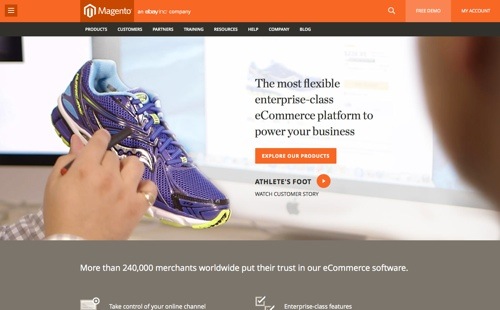 Magento
an ebay inc company
FREE DEMO
MY ACCOUNT
PRODUCTS CUSTOMERS PARTNERS TRAINING RESOURCES HELP COMPANY BLOG
The most flexible
enterprise-class
eCommerce platform to
power your business
EXPLORE OUR PRODUCTS
ATHLETE'S FOOT
WATCH CUSTOMER STORY
More than 240,000 merchants worldwide put their trust in our eCommerce software.
Take control of your online channel
Enterprise-class features